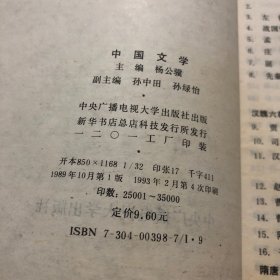 中国文学
主编 杨公骥
副主编 孙中田 孙绿怡
中央广播电视大学出版社出版
新华书店总店科技发行所发行
一二〇一工厂印装
开本850×1168 1/32 印张17 千字411
1989年10月第1版 1993年2月第4次印刷
印数:25001~35000
定价9.60元
ISBN 7-304-00398-7/I·9